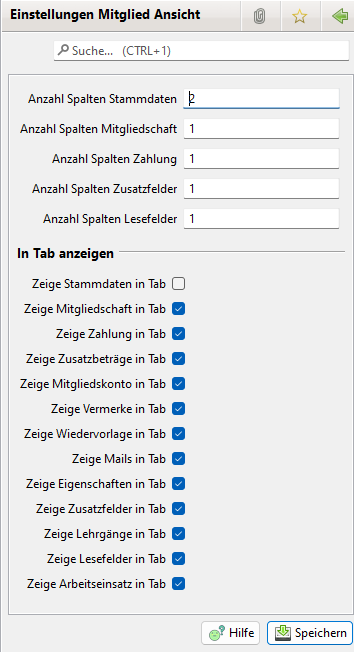 Einstellungen Mitglied Ansicht
Suche... (CTRL+1)
Anzahl Spalten Stammdaten 2
Anzahl Spalten Mitgliedschaft 1
Anzahl Spalten Zahlung 1
Anzahl Spalten Zusatzfelder 1
Anzahl Spalten Lesefelder 1
In Tab anzeigen
Zeige Stammdaten in Tab
Zeige Mitgliedschaft in Tab
Zeige Zahlung in Tab
Zeige Zusatzbeträge in Tab
Zeige Mitgliedskonto in Tab
Zeige Vermerke in Tab
Zeige Wiedervorlage in Tab
Zeige Mails in Tab
Zeige Eigenschaften in Tab
Zeige Zusatzfelder in Tab
Zeige Lehrgänge in Tab
Zeige Lesefelder in Tab
Zeige Arbeitseinsatz in Tab
Hilfe Speichern